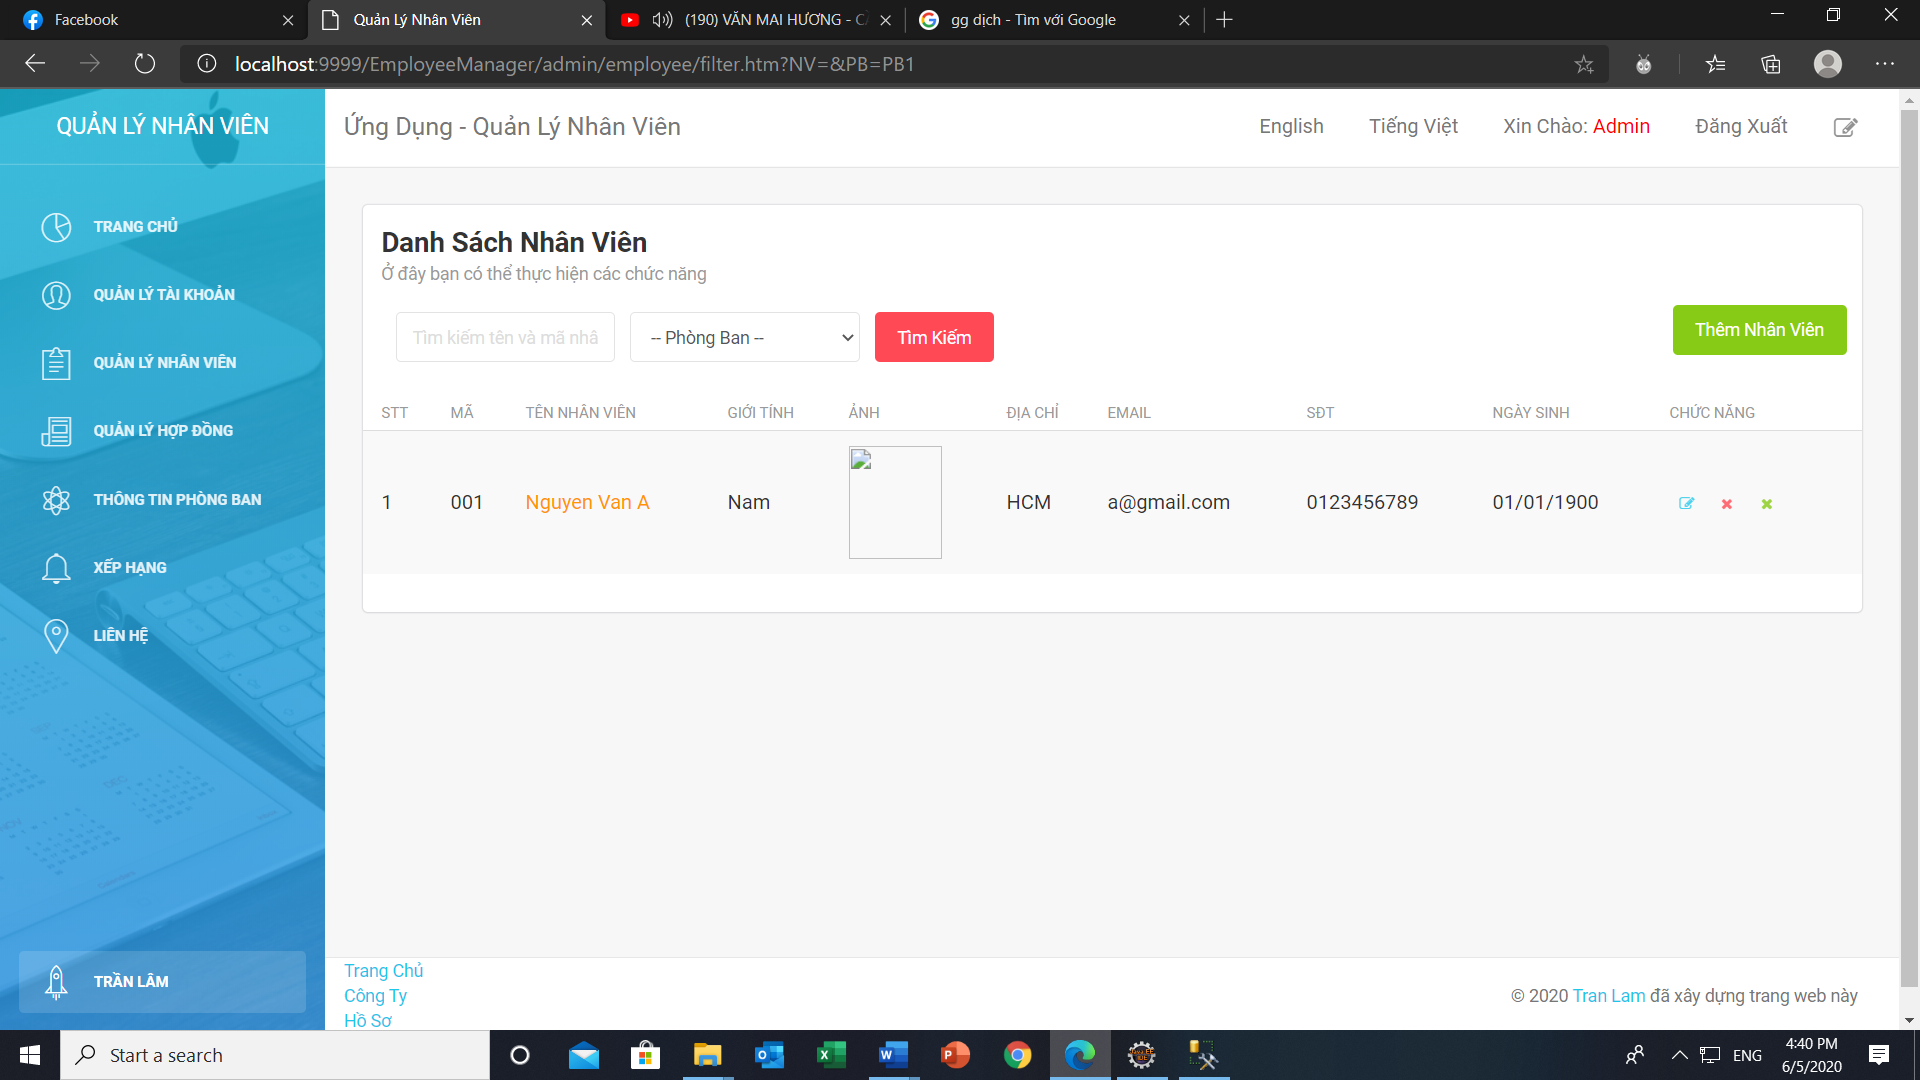 Facebook
Quản Lý Nhân Viên
(190) VĂN MAI HƯƠNG -
gg dịch - Tìm với Google
localhost:9999/EmployeeManager/admin/employee/filter.htm?NV=&PB=PB1
QUẢN LÝ NHÂN VIÊN
Ứng Dụng - Quản Lý Nhân Viên
English
Tiếng Việt
Xin Chào: Admin
Đăng Xuất
TRANG CHỦ
QUẢN LÝ TÀI KHOẢN
QUẢN LÝ NHÂN VIÊN
QUẢN LÝ HỢP ĐỒNG
THÔNG TIN PHÒNG BAN
XẾP HẠNG
LIÊN HỆ
TRẦN LÂM
Danh Sách Nhân Viên
Ở đây bạn có thể thực hiện các chức năng
Tìm kiếm tên và mã nhâ
-- Phòng Ban --
Tìm Kiếm
Thêm Nhân Viên
STT MÃ TÊN NHÂN VIÊN GIỚI TÍNH ẢNH ĐỊA CHỈ EMAIL SĐT NGÀY SINH CHỨC NĂNG
1 001 Nguyen Van A Nam HCM a@gmail.com 0123456789 01/01/1900
Trang Chủ
Công Ty
Hồ Sơ
© 2020 Tran Lam đã xây dựng trang web này
Start a search
ENG
4:40 PM
6/5/2020